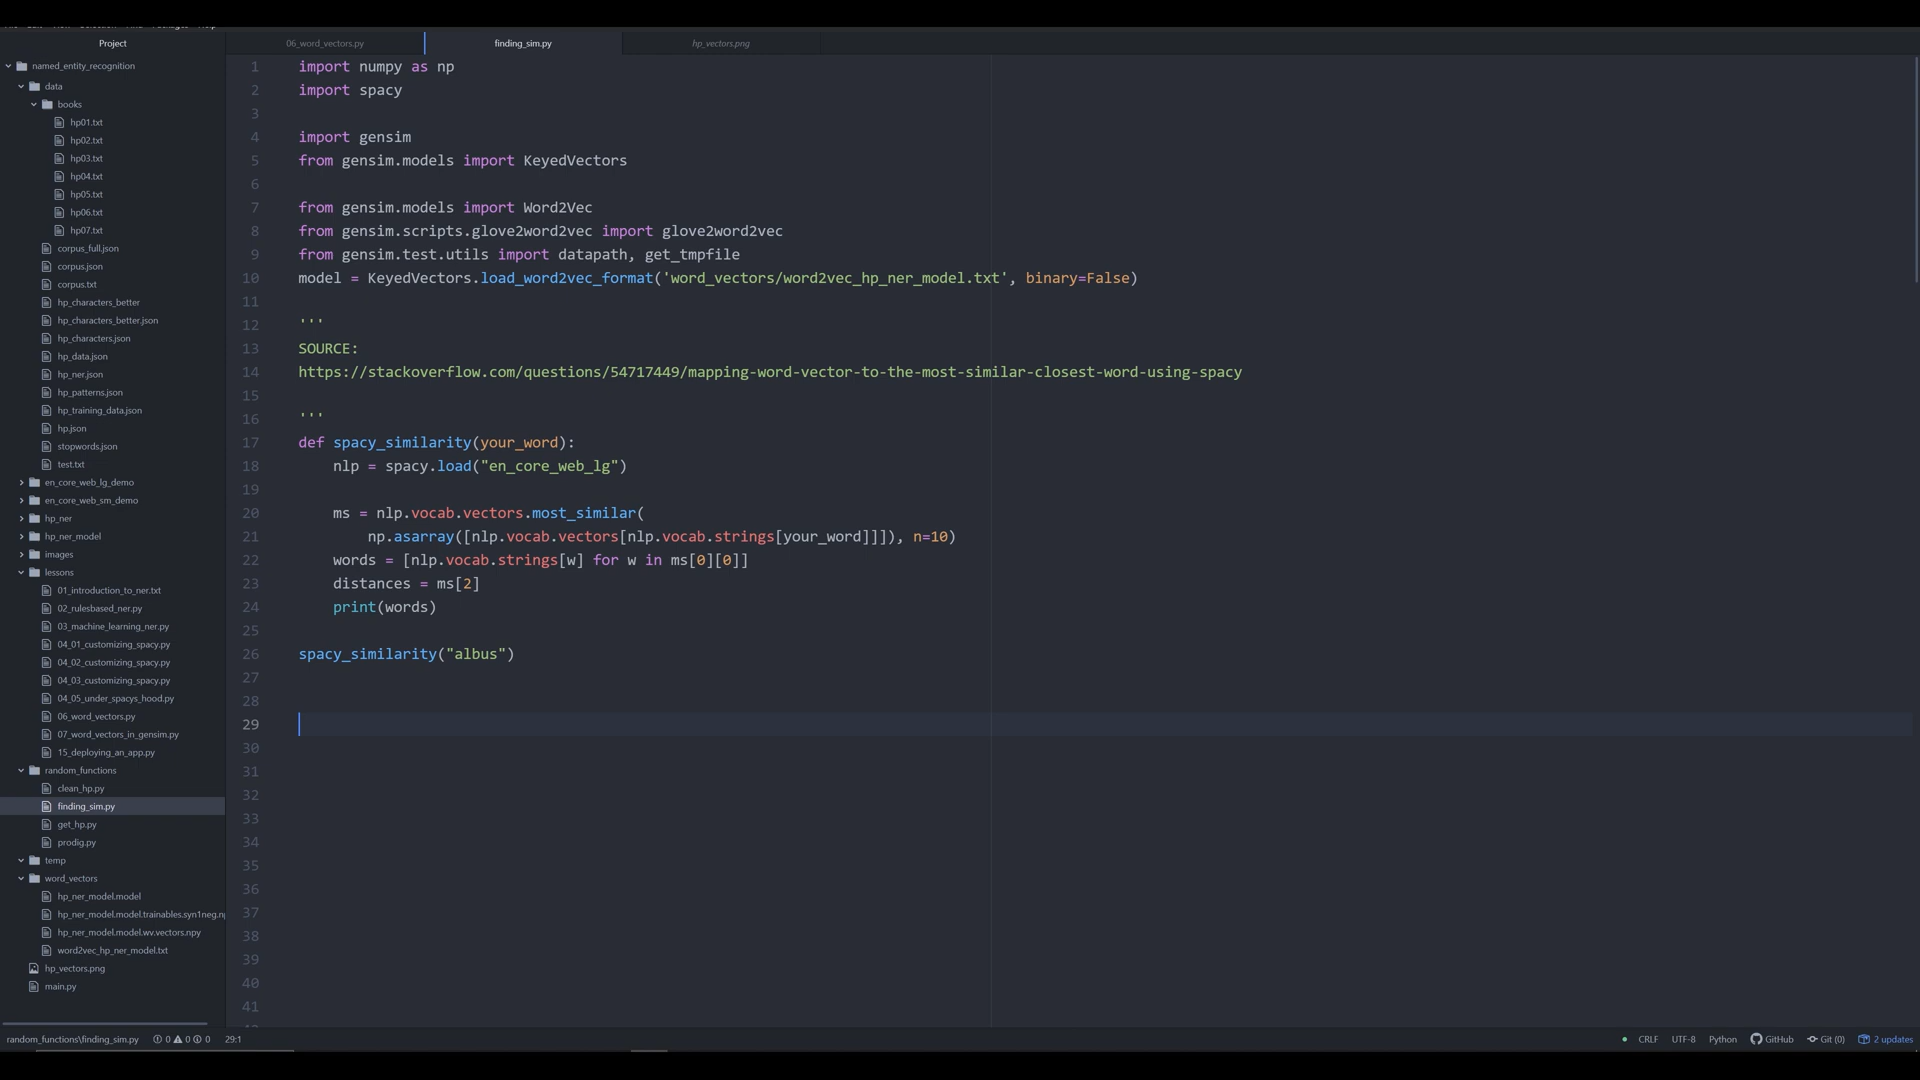 Project
named_entity_recognition
data
books
hp01.txt
hp02.txt
hp03.txt
hp04.txt
hp05.txt
hp06.txt
hp07.txt
corpus_full.json
corpus.json
corpus.txt
hp_characters_better
hp_characters_better.json
hp_characters.json
hp_data.json
hp_ner.json
hp_patterns.json
hp_training_data.json
hp.json
stopwords.json
test.txt
en_core_web_lg_demo
en_core_web_sm_demo
hp_ner
hp_ner_model
images
lessons
01_introduction_to_ner.txt
02_rulesbased_ner.py
03_machine_learning_ner.py
04_01_customizing_spacy.py
04_02_customizing_spacy.py
04_03_customizing_spacy.py
04_05_under_spacys_hood.py
06_word_vectors.py
07_word_vectors_in_gensim.py
15_deploying_an_app.py
random_functions
clean_hp.py
finding_sim.py
get_hp.py
prodig.py
temp
word_vectors
hp_ner_model.model
hp_ner_model.model.trainables.syn1neg.n
hp_ner_model.model.wv.vectors.npy
word2vec_hp_ner_model.txt
hp_vectors.png
main.py
06_word_vectors.py finding_sim.py hp_vectors.png
1 import numpy as np
2 import spacy
3
4 import gensim
5 from gensim.models import KeyedVectors
6
7 from gensim.models import Word2Vec
8 from gensim.scripts.glove2word2vec import glove2word2vec
9 from gensim.test.utils import datapath, get_tmpfile
10 model = KeyedVectors.load_word2vec_format('word_vectors/word2vec_hp_ner_model.txt', binary=False)
11
12 '''
13 SOURCE:
14 https://stackoverflow.com/questions/54717449/mapping-word-vector-to-the-most-similar-closest-word-using-spacy
15
16 '''
17 def spacy_similarity(your_word):
18 nlp = spacy.load("en_core_web_lg")
19
20 ms = nlp.vocab.vectors.most_similar(
21 np.asarray([nlp.vocab.vectors[nlp.vocab.strings[your_word]]]), n=10)
22 words = [nlp.vocab.strings[w] for w in ms[0][0]]
23 distances = ms[2]
24 print(words)
25
26 spacy_similarity("albus")
27
28
29
30
31
32
33
34
35
36
37
38
39
40
41
random_functions\finding_sim.py 0 0 0 29:1 CRLF UTF-8 Python GitHub Git (0) 2 updates